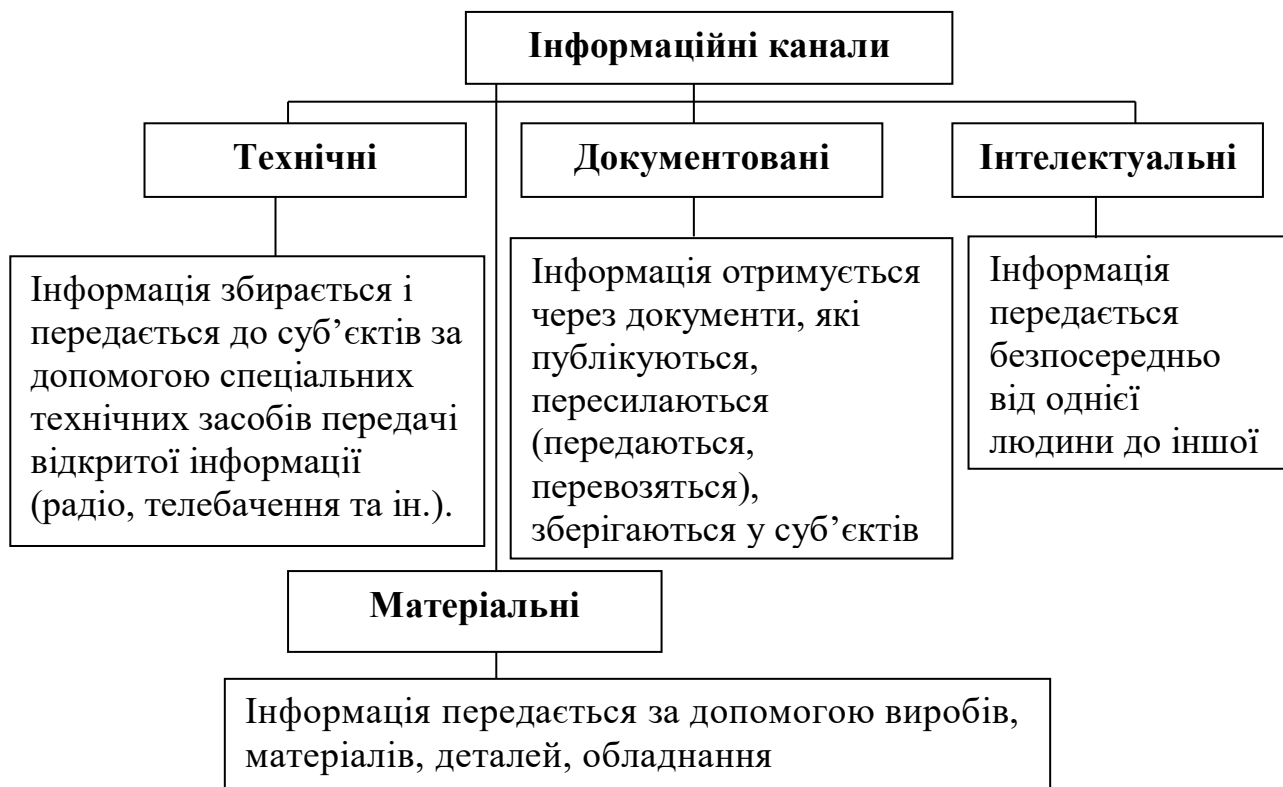 Інформаційні канали
Технічні
Документовані
Інтелектуальні
Інформація збирається і
передається до суб’єктів за
допомогою спеціальних
технічних засобів передачі
відкритої інформації
(радіо, телебачення та ін.).
Інформація отримується
через документи, які
публікуються,
пересилаються
(передаються,
перевозяться),
зберігаються у суб’єктів
Інформація
передається
безпосередньо
від однієї
людини до іншої
Матеріальні
Інформація передається за допомогою виробів,
матеріалів, деталей, обладнання